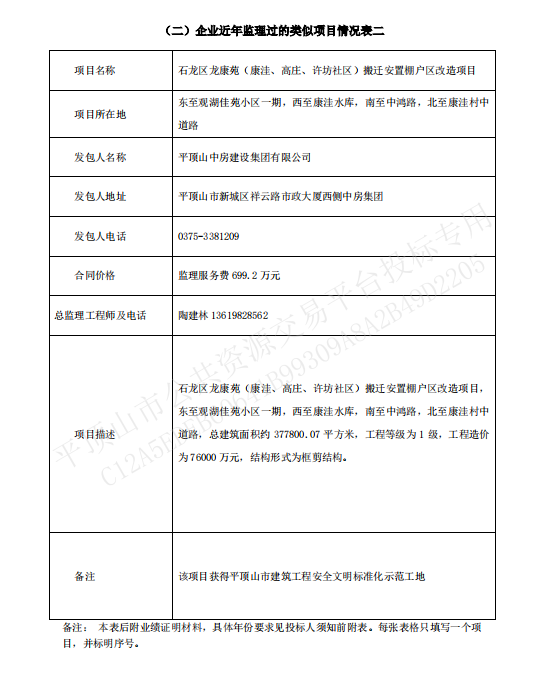 （二）企业近年监理过的类似项目情况表二
项目名称
石龙区龙康苑（康洼、高庄、许坊社区）搬迁安置棚户区改造项目
项目所在地
东至观湖佳苑小区一期，西至康洼水库，南至中鸿路，北至康洼村中
道路
发包人名称
平顶山中房建设集团有限公司
发包人地址
平顶山市新城区祥云路市政大厦西侧中房集团
发包人电话
0375-3381209
合同价格
监理服务费 699.2 万元
总监理工程师及电话
陶建林 13619828562
项目描述
石龙区龙康苑（康洼、高庄、许坊社区）搬迁安置棚户区改造项目，
东至观湖佳苑小区一期，西至康洼水库，南至中鸿路，北至康洼村中
道路，总建筑面积约 377800.07 平方米，工程等级为 1 级，工程造价
为 76000 万元，结构形式为框剪结构。
备注
该项目获得平顶山市建筑工程安全文明标准化示范工地
备注： 本表后附业绩证明材料，具体年份要求见投标人须知前附表。每张表格只填写一个项
目，并标明序号。
平顶山市公共资源交易平台投标专用